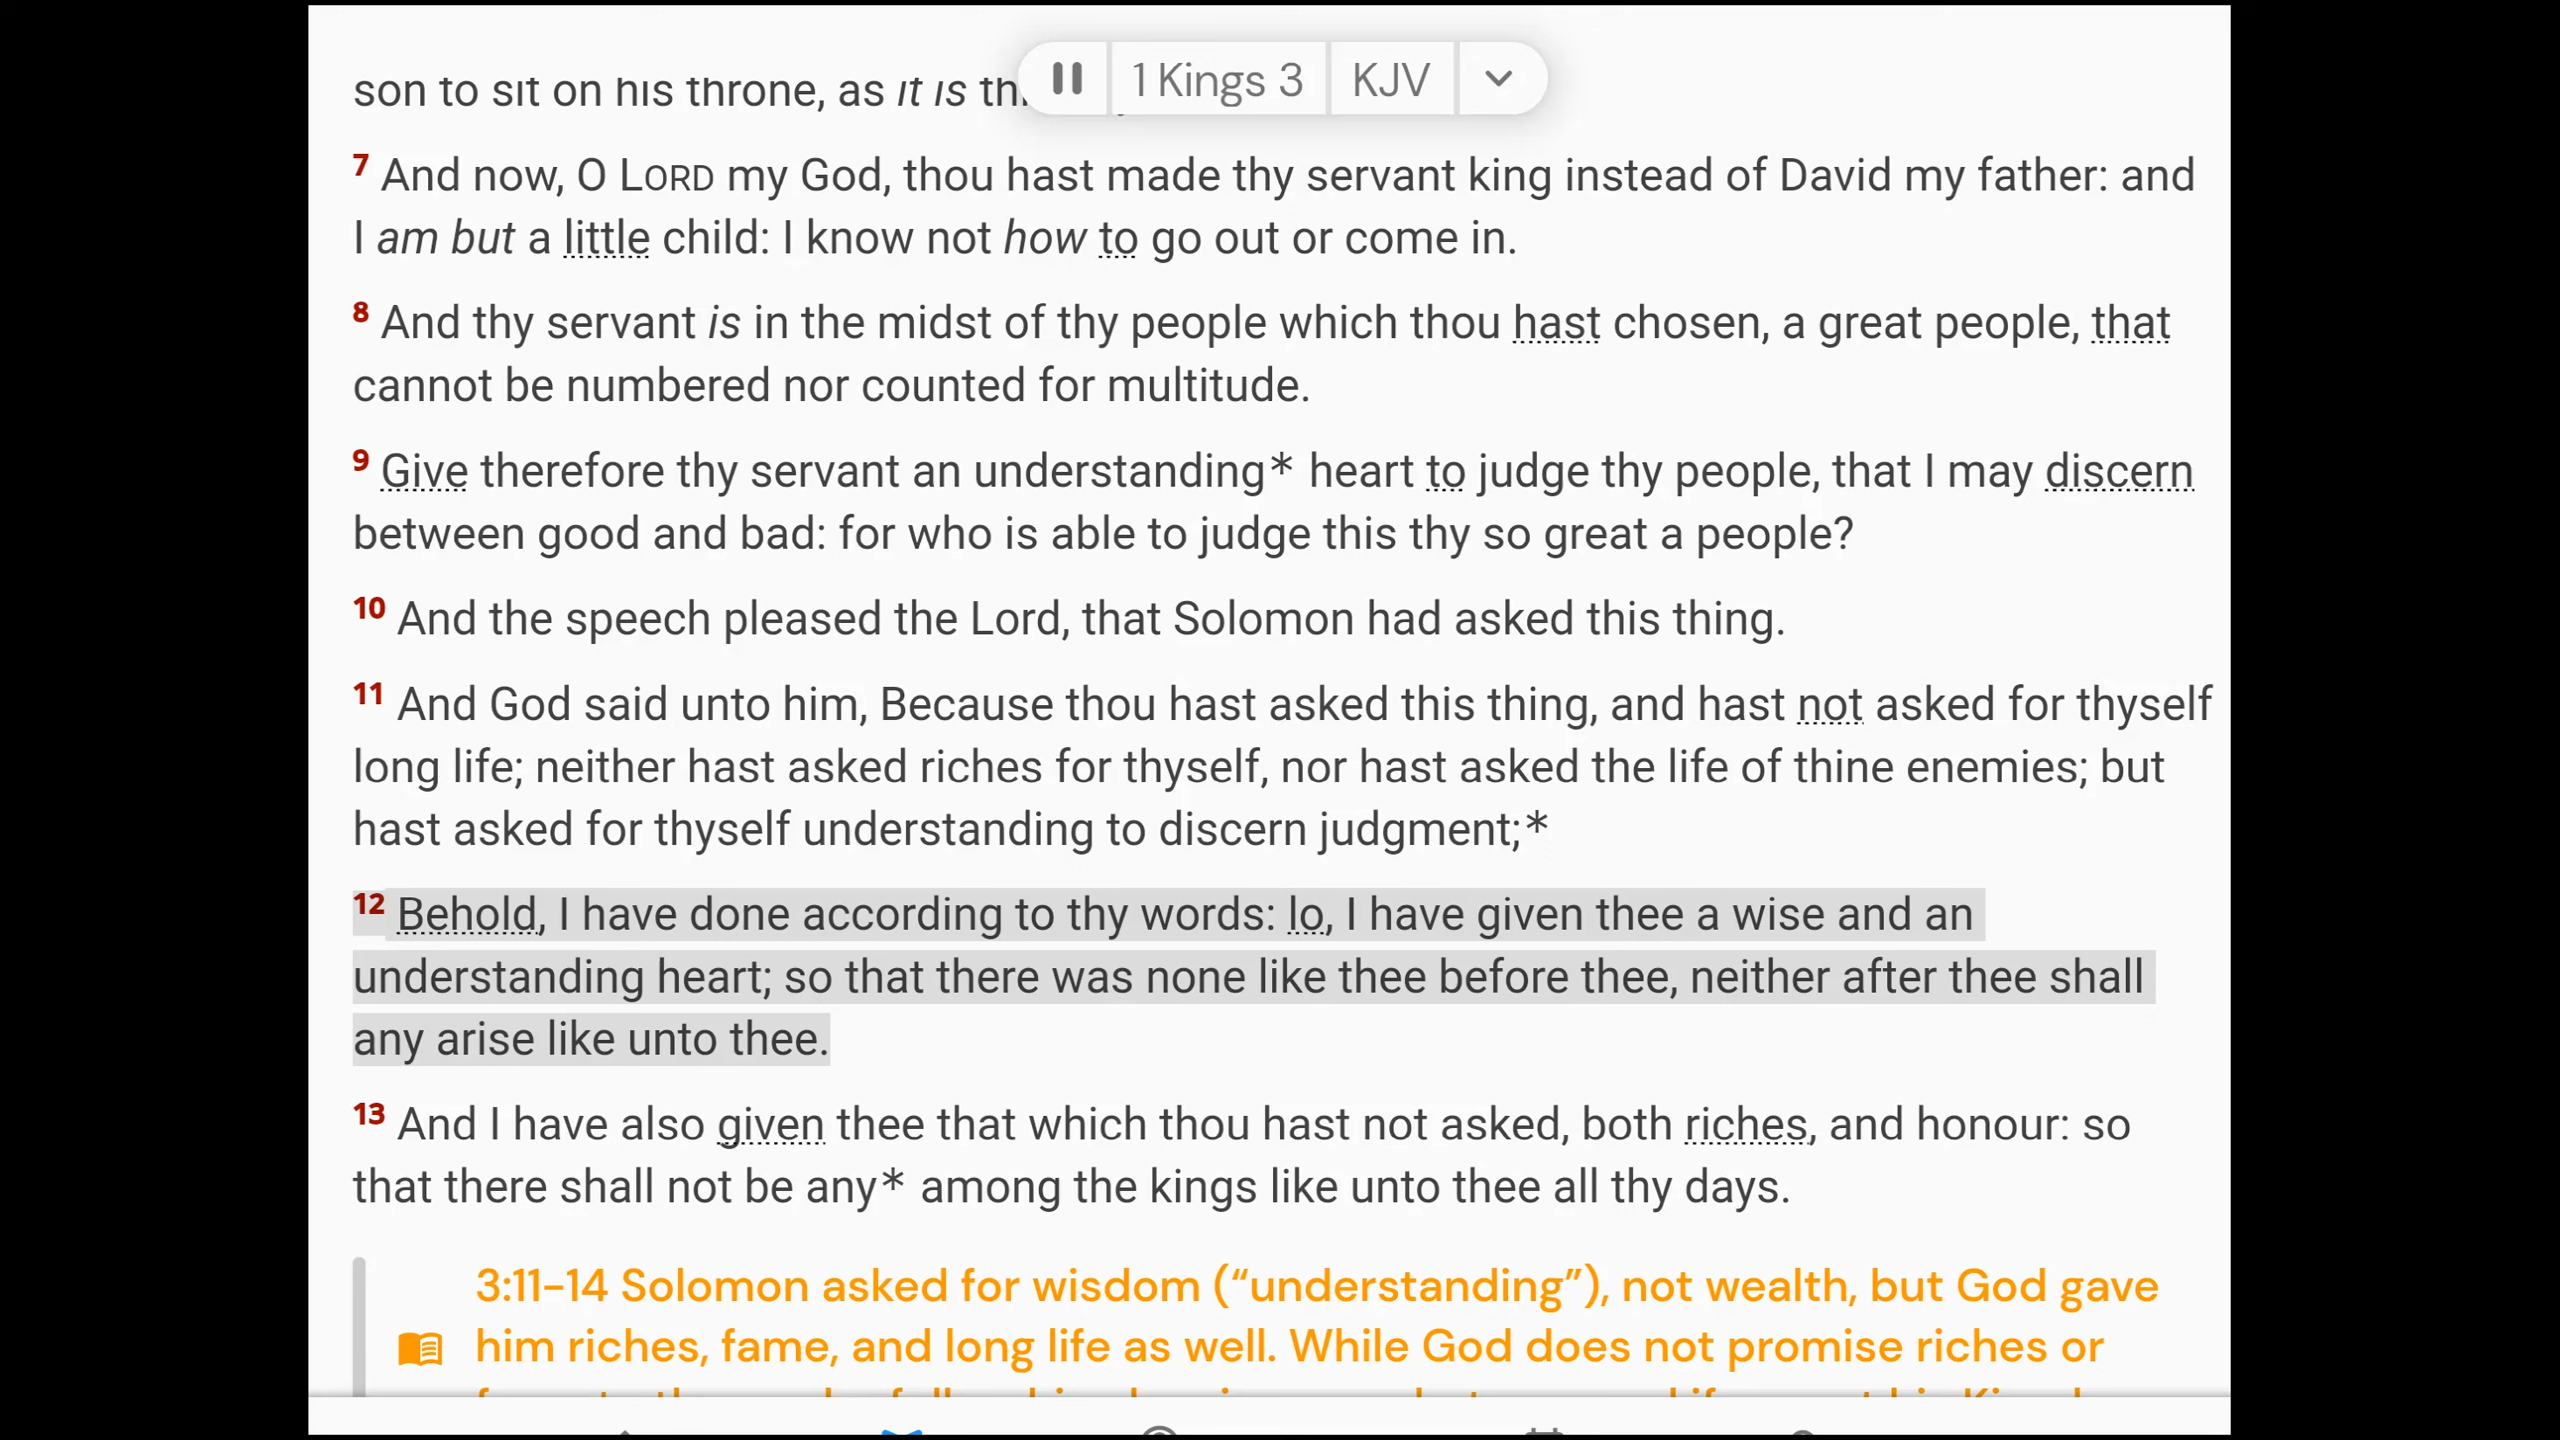 1 Kings 3
KJV
son to sit on his throne, as it is
7 And now, O LORD my God, thou hast made thy servant king instead of David my father: and
I am but a little child: I know not how to go out or come in.
8 And thy servant is in the midst of thy people which thou hast chosen, a great people, that
cannot be numbered nor counted for multitude.
9 Give therefore thy servant an understanding* heart to judge thy people, that I may discern
between good and bad: for who is able to judge this thy so great a people?
10 And the speech pleased the Lord, that Solomon had asked this thing.
11 And God said unto him, Because thou hast asked this thing, and hast not asked for thyself
long life; neither hast asked riches for thyself, nor hast asked the life of thine enemies; but
hast asked for thyself understanding to discern judgment;*
12 Behold, I have done according to thy words: lo, I have given thee a wise and an
understanding heart; so that there was none like thee before thee, neither after thee shall
any arise like unto thee.
13 And I have also given thee that which thou hast not asked, both riches, and honour: so
that there shall not be any* among the kings like unto thee all thy days.
3:11–14 Solomon asked for wisdom (“understanding”), not wealth, but God gave
him riches, fame, and long life as well. While God does not promise riches or